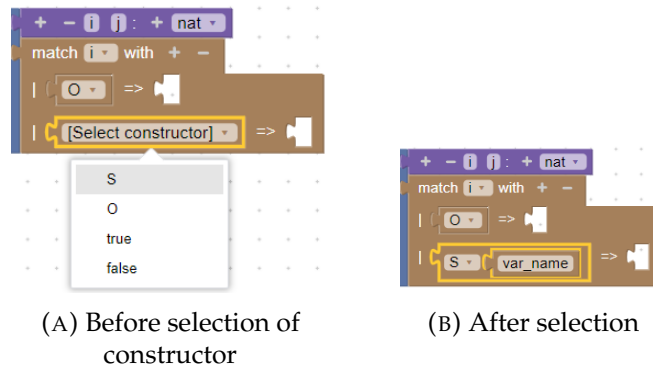 + − i j : + nat
match i with + −
| O =>
| [Select constructor] =>
S
O
true
false
(A) Before selection of
constructor
+ − i j : + nat
match i with + −
| O =>
| S var_name =>
(B) After selection